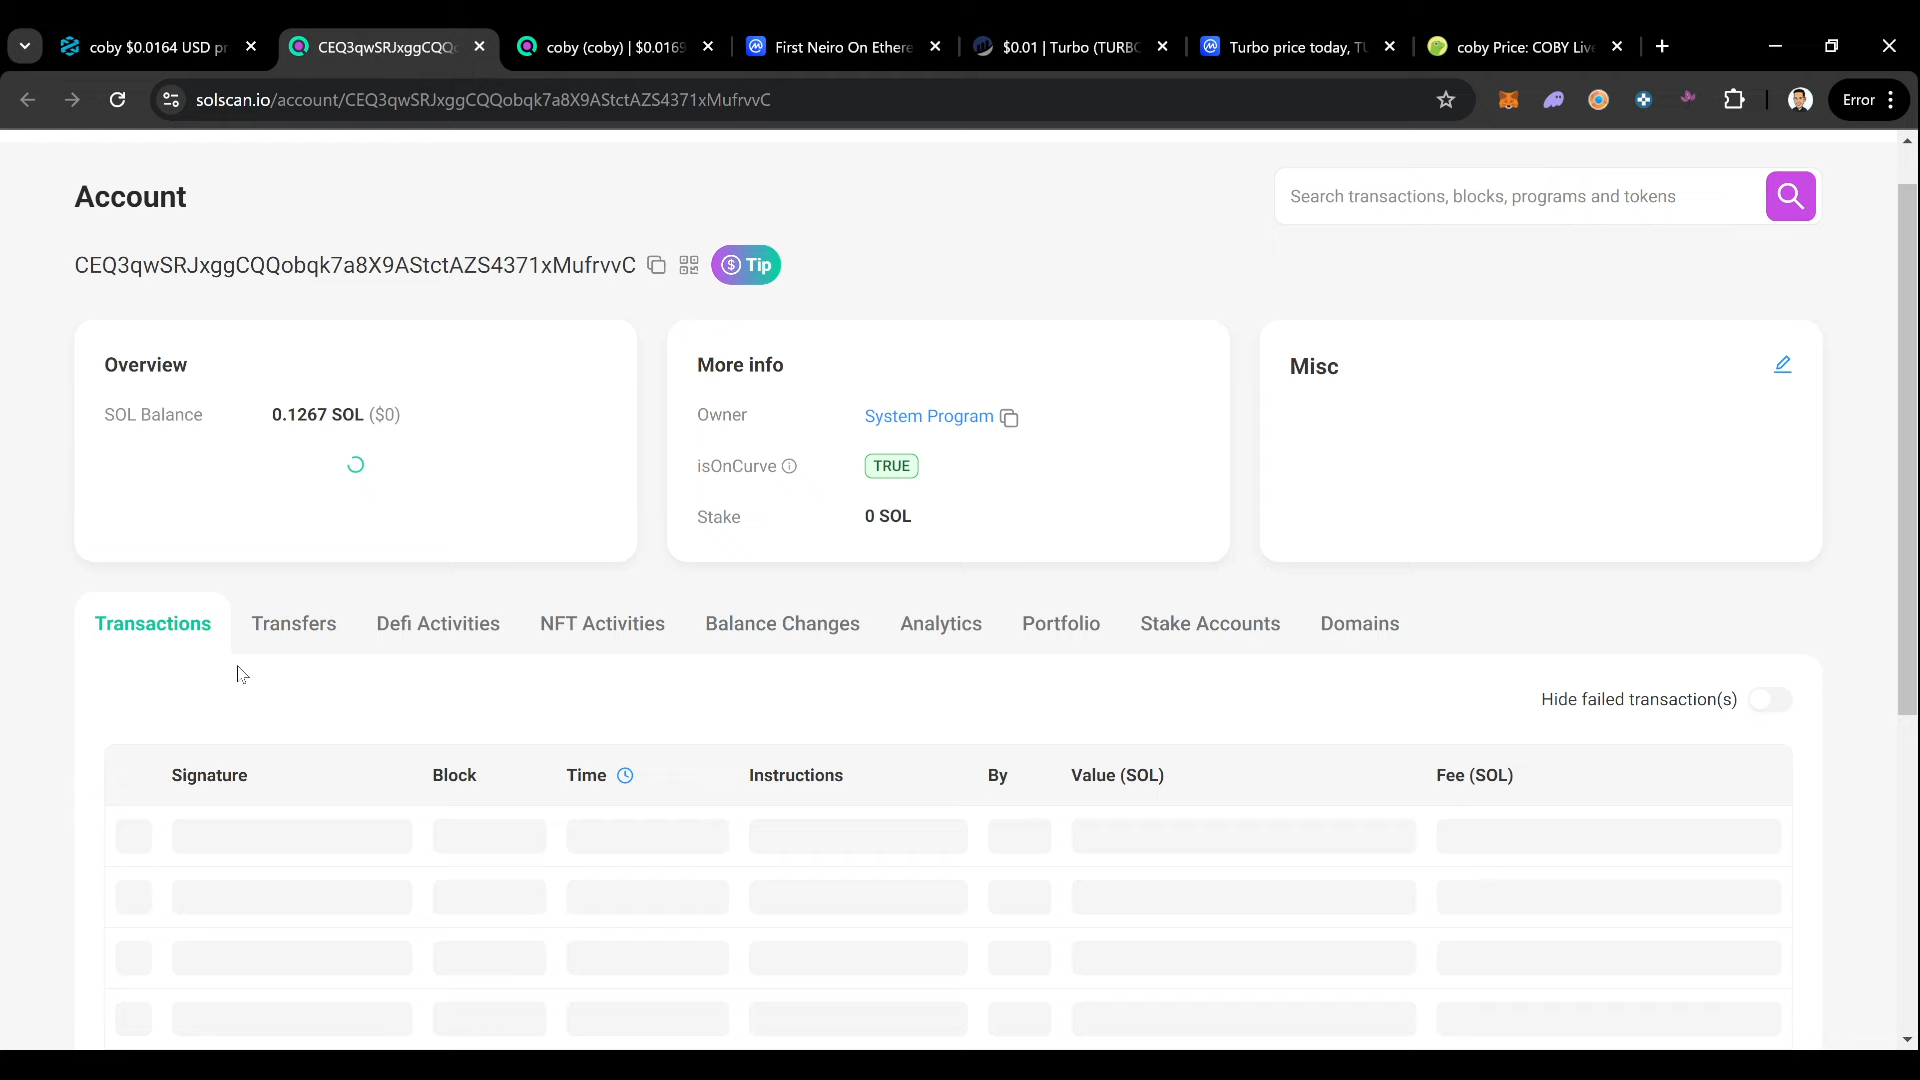 coby $0.0164 USD pr
CEQ3qwSRJxggCQQo
coby (coby) | $0.0169
First Neiro On Ethere
$0.01 | Turbo (TURBO
Turbo price today, TU
coby Price: COBY Live
solscan.io/account/CEQ3qwSRJxggCQQobqk7a8X9AStctAZS4371xMufrvvC
Error
Account
Search transactions, blocks, programs and tokens
CEQ3qwSRJxggCQQobqk7a8X9AStctAZS4371xMufrvvC
Tip
Overview
SOL Balance 0.1267 SOL ($0)
More info
Owner System Program
isOnCurve TRUE
Stake 0 SOL
Misc
Transactions Transfers Defi Activities NFT Activities Balance Changes Analytics Portfolio Stake Accounts Domains
Hide failed transaction(s)
Signature Block Time Instructions By Value (SOL) Fee (SOL)